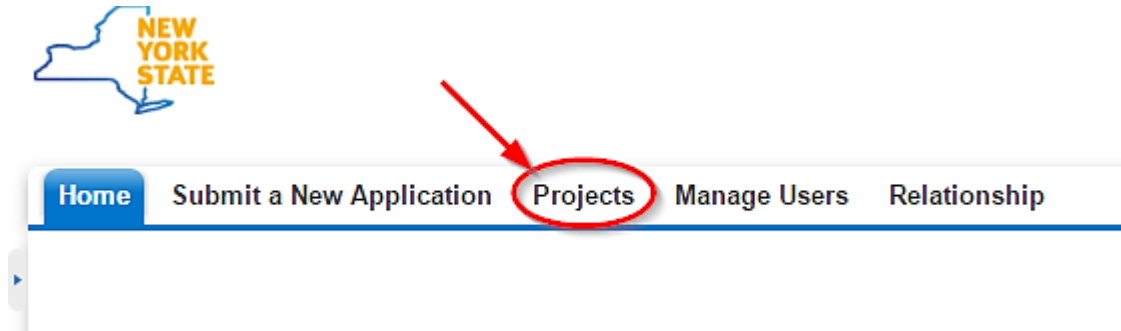 NEW
YORK
STATE
Home Submit a New Application Projects Manage Users Relationship